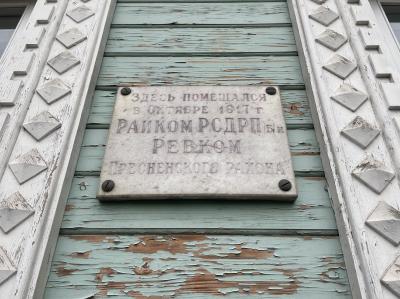 ЗДЕСЬ ПОМЕЩАЛСЯ
В ОКТЯБРЕ 1917 Г
РАЙКОМ РСДРП(б) И
РЕВКОМ
ПРЕСНЕНСКОГО РАЙОНА